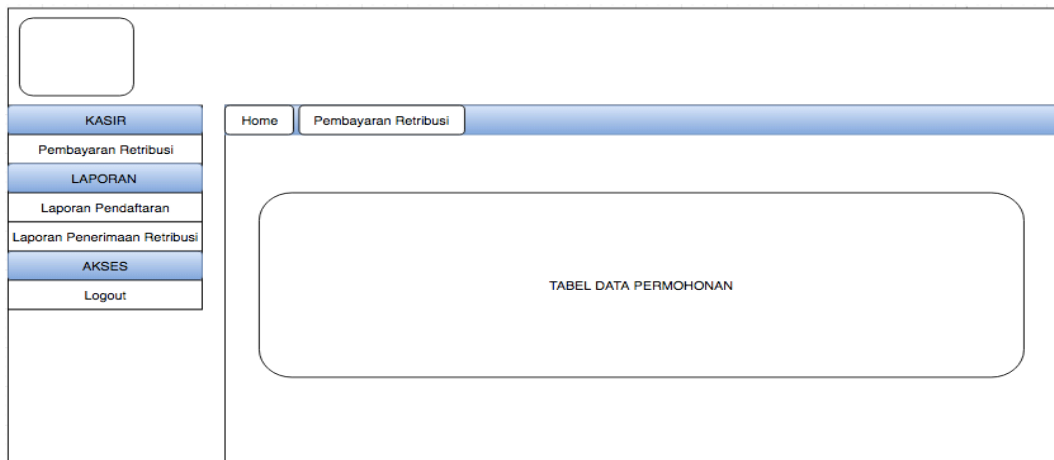 KASIR
Pembayaran Retribusi
LAPORAN
Laporan Pendaftaran
Laporan Penerimaan Retribusi
AKSES
Logout
Home
Pembayaran Retribusi
TABEL DATA PERMOHONAN